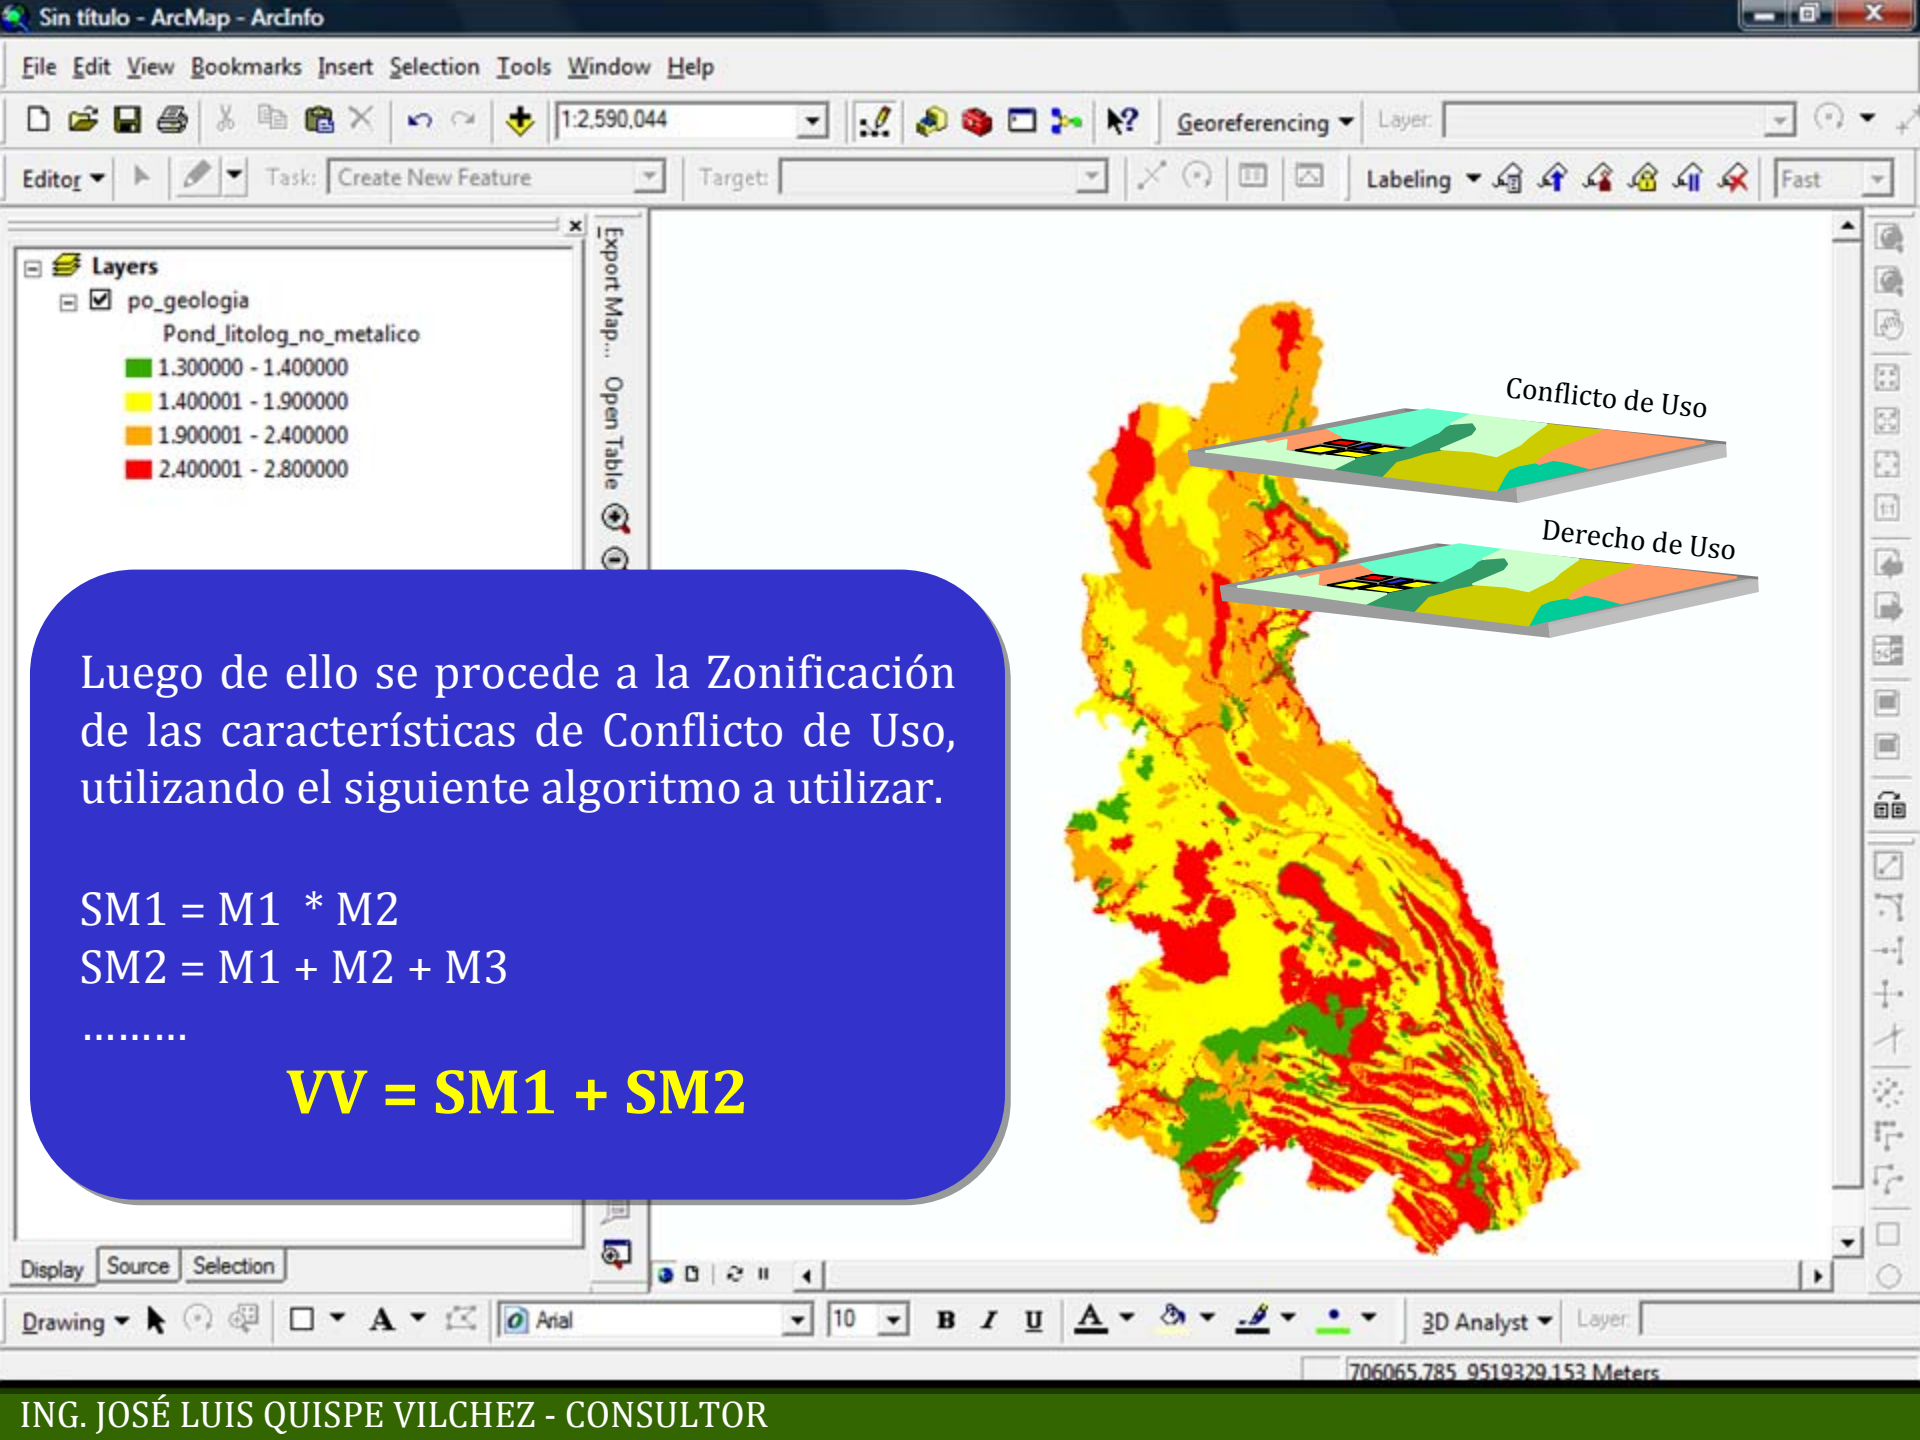 Sin título - ArcMap - ArcInfo
File Edit View Bookmarks Insert Selection Tools Window Help
1:2,590,044
Georeferencing
Layer:
Editor
Task: Create New Feature
Target:
Labeling
Fast
Layers
po_geologia
Pond_litolog_no_metalico
1.300000 - 1.400000
1.400001 - 1.900000
1.900001 - 2.400000
2.400001 - 2.800000
Export Map...
Open Table
Conflicto de Uso
Derecho de Uso
1:1
Luego de ello se procede a la Zonificación
de las características de Conflicto de Uso,
utilizando el siguiente algoritmo a utilizar.
SM1 = M1 * M2
SM2 = M1 + M2 + M3
………
VV = SM1 + SM2
Display Source Selection
Drawing
A
Arial
10
B I U A
3D Analyst
Layer:
706065.785 9519329.153 Meters
ING. JOSÉ LUIS QUISPE VILCHEZ - CONSULTOR